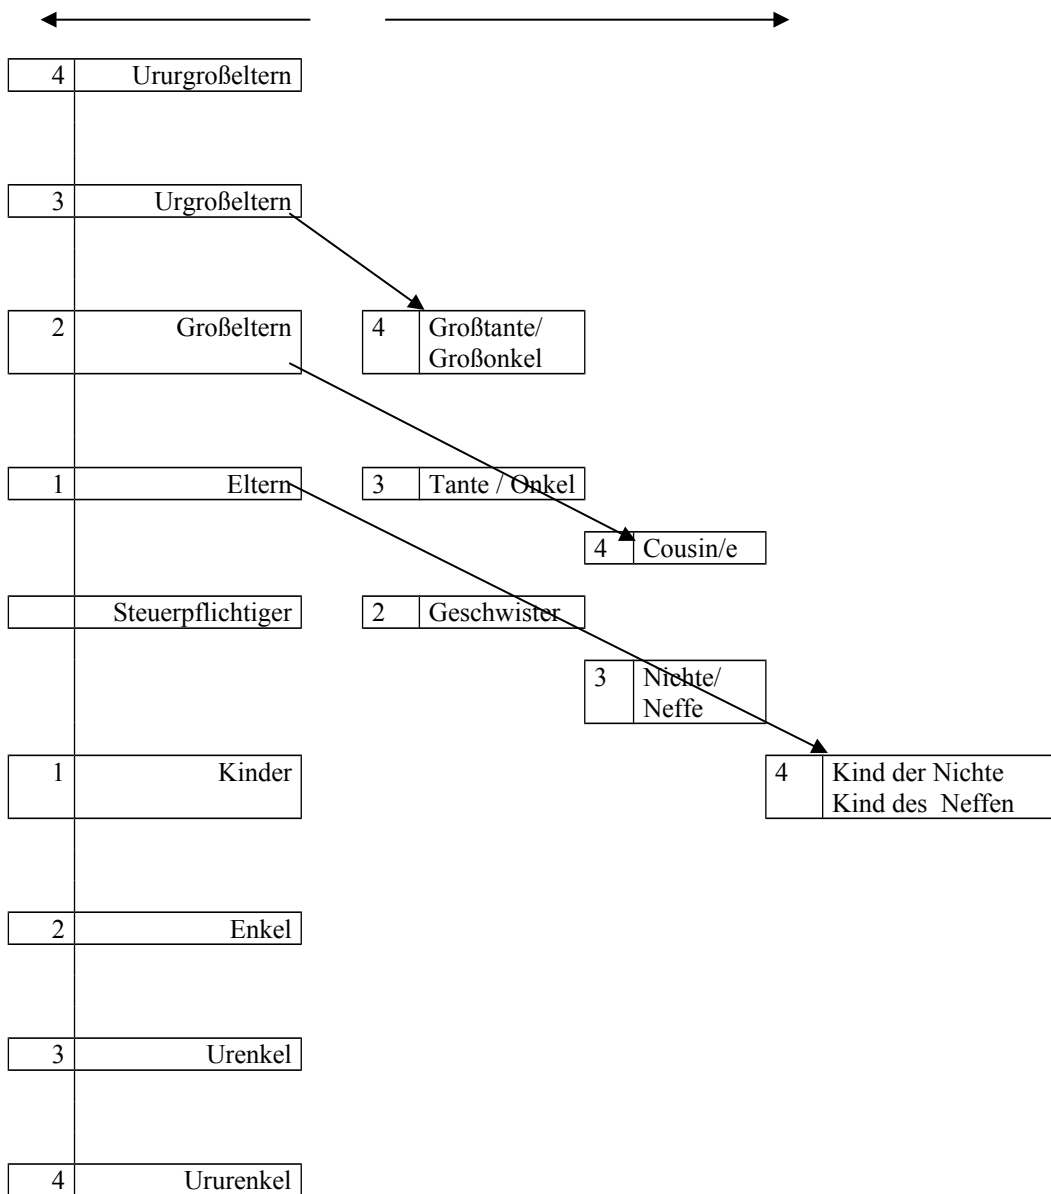 4 Ururgroßeltern
3 Urgroßeltern
2 Großeltern 4 Großtante/
Großonkel
1 Eltern 3 Tante / Onkel
4 Cousin/e
Steuerpflichtiger 2 Geschwister
3 Nichte/
Neffe
1 Kinder 4 Kind der Nichte
Kind des Neffen
2 Enkel
3 Urenkel
4 Ururenkel